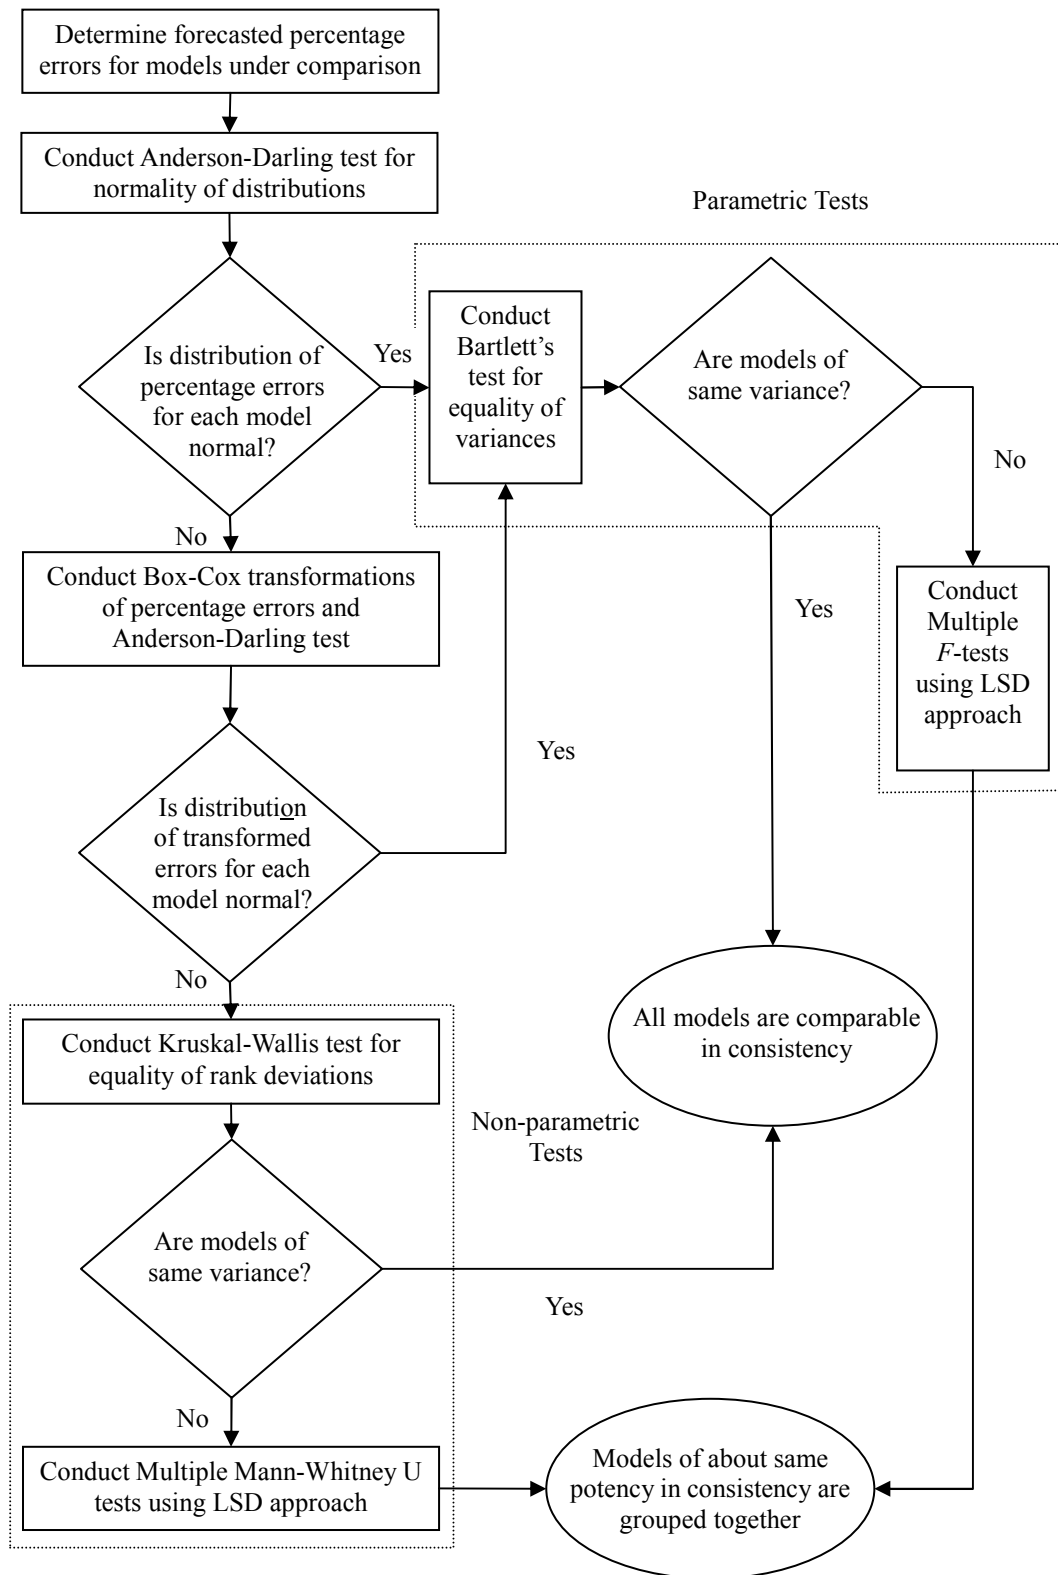 Determine forecasted percentage
errors for models under comparison
Conduct Anderson-Darling test for
normality of distributions
Parametric Tests
Is distribution of
percentage errors
for each model
normal?
Yes
Conduct
Bartlett’s
test for
equality of
variances
Are models of
same variance?
No
No
Conduct Box-Cox transformations
of percentage errors and
Anderson-Darling test
Yes
Conduct
Multiple
F-tests
using LSD
approach
Is distribution
of transformed
errors for each
model normal?
Yes
No
All models are comparable
in consistency
Conduct Kruskal-Wallis test for
equality of rank deviations
Non-parametric
Tests
Are models of
same variance?
Yes
No
Conduct Multiple Mann-Whitney U
tests using LSD approach
Models of about same
potency in consistency are
grouped together